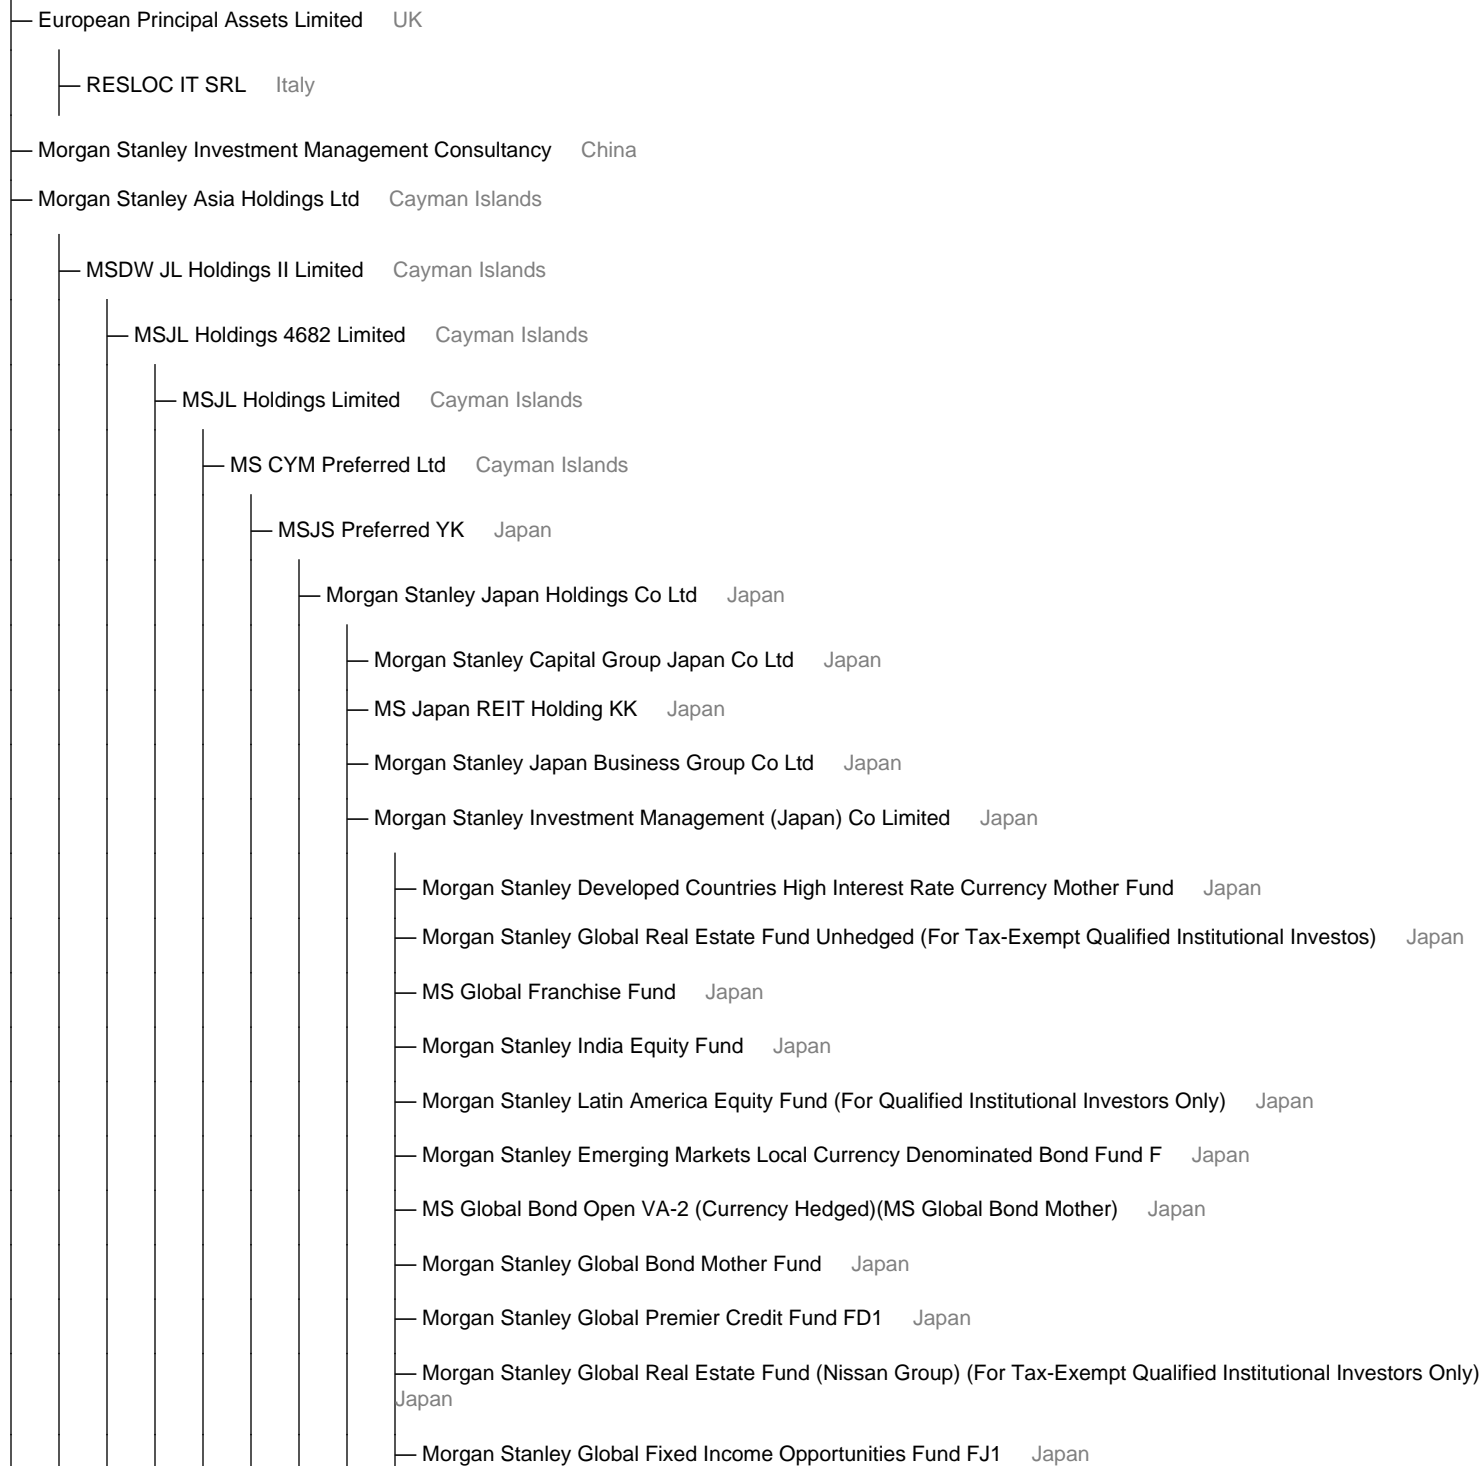 European Principal Assets Limited UK
RESLOC IT SRL Italy
Morgan Stanley Investment Management Consultancy China
Morgan Stanley Asia Holdings Ltd Cayman Islands
MSDW JL Holdings II Limited Cayman Islands
MSJL Holdings 4682 Limited Cayman Islands
MSJL Holdings Limited Cayman Islands
MS CYM Preferred Ltd Cayman Islands
MSJS Preferred YK Japan
Morgan Stanley Japan Holdings Co Ltd Japan
Morgan Stanley Capital Group Japan Co Ltd Japan
MS Japan REIT Holding KK Japan
Morgan Stanley Japan Business Group Co Ltd Japan
Morgan Stanley Investment Management (Japan) Co Limited Japan
Morgan Stanley Developed Countries High Interest Rate Currency Mother Fund Japan
Morgan Stanley Global Real Estate Fund Unhedged (For Tax-Exempt Qualified Institutional Investos) Japan
MS Global Franchise Fund Japan
Morgan Stanley India Equity Fund Japan
Morgan Stanley Latin America Equity Fund (For Qualified Institutional Investors Only) Japan
Morgan Stanley Emerging Markets Local Currency Denominated Bond Fund F Japan
MS Global Bond Open VA-2 (Currency Hedged)(MS Global Bond Mother) Japan
Morgan Stanley Global Bond Mother Fund Japan
Morgan Stanley Global Premier Credit Fund FD1 Japan
Morgan Stanley Global Real Estate Fund (Nissan Group) (For Tax-Exempt Qualified Institutional Investors Only)
Japan
Morgan Stanley Global Fixed Income Opportunities Fund FJ1 Japan